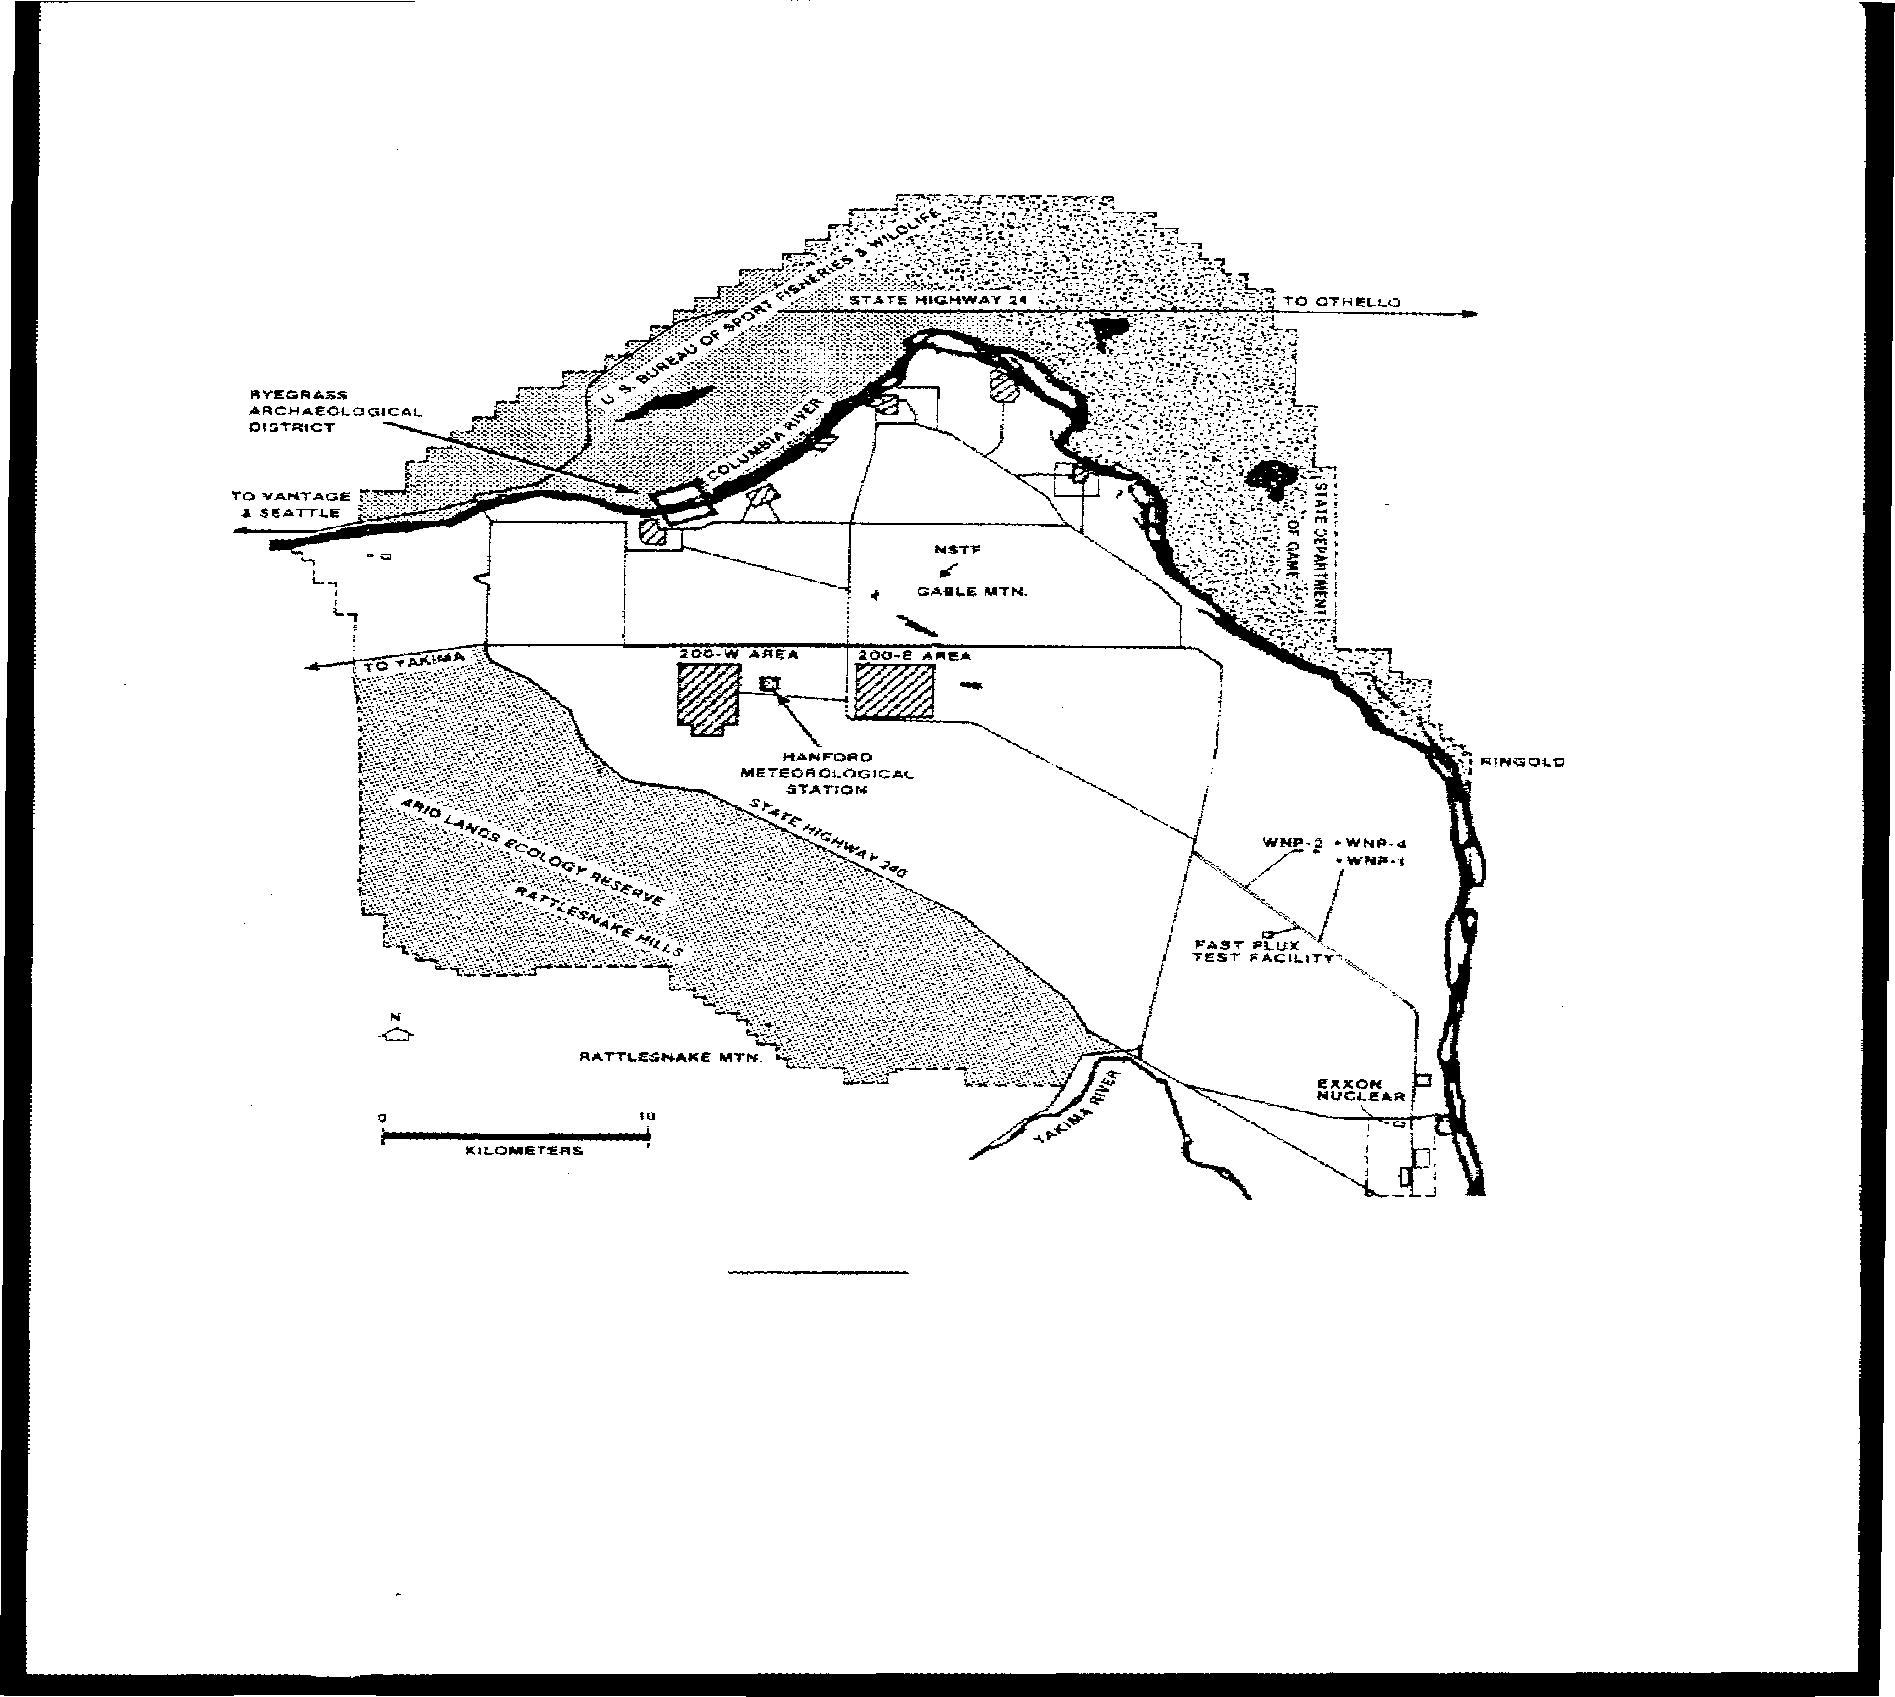 U. S. BUREAU OF SPORT FISHERIES & WILDLIFE
STATE HIGHWAY 24
TO OTHELLO
RYEGRASS
ARCHAEOLOGICAL
DISTRICT
COLUMBIA RIVER
TO VANTAGE
& SEATTLE
STATE DEPARTMENT
OF GAME
NSTF
GABLE MTN.
TO YAKIMA
200-W AREA
200-E AREA
HANFORD
METEOROLOGICAL
STATION
RINGOLD
STATE HIGHWAY 240
ARID LANDS ECOLOGY RESERVE
RATTLESNAKE HILLS
WNP-2
WNP-4
WNP-1
FAST FLUX
TEST FACILITY
N
RATTLESNAKE MTN.
EXXON
NUCLEAR
YAKIMA RIVER
0 10
KILOMETERS